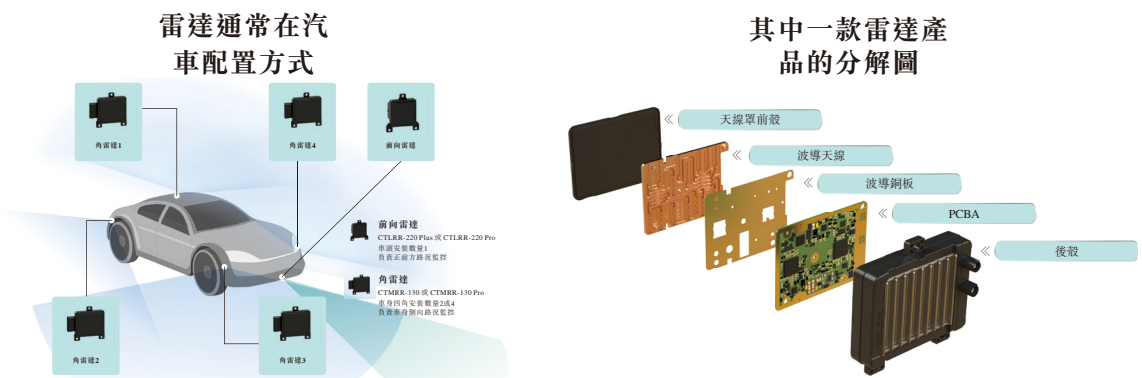 雷達通常在汽
車配置方式
角雷達1
角雷達4
前向雷達
前向雷達
CTLRR-220 Plus 或 CTLRR-220 Pro
車頭安裝數量1
負責正前方路況監控
角雷達
CTMRR-130 或 CTMRR-130 Pro
車身四角安裝數量2或4
負責車身側向路況監控
角雷達2
角雷達3
其中一款雷達產
品的分解圖
天線罩前殼
波導天線
波導銅板
PCBA
後殼